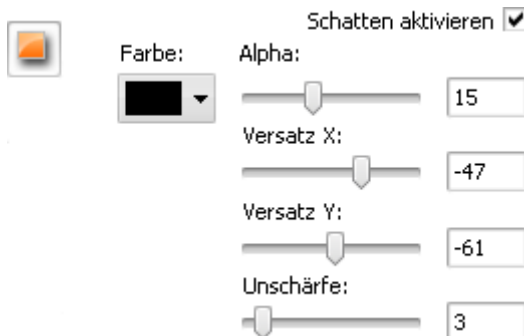 Schatten aktivieren
Farbe:
Alpha:
15
Versatz X:
-47
Versatz Y:
-61
Unschärfe:
3